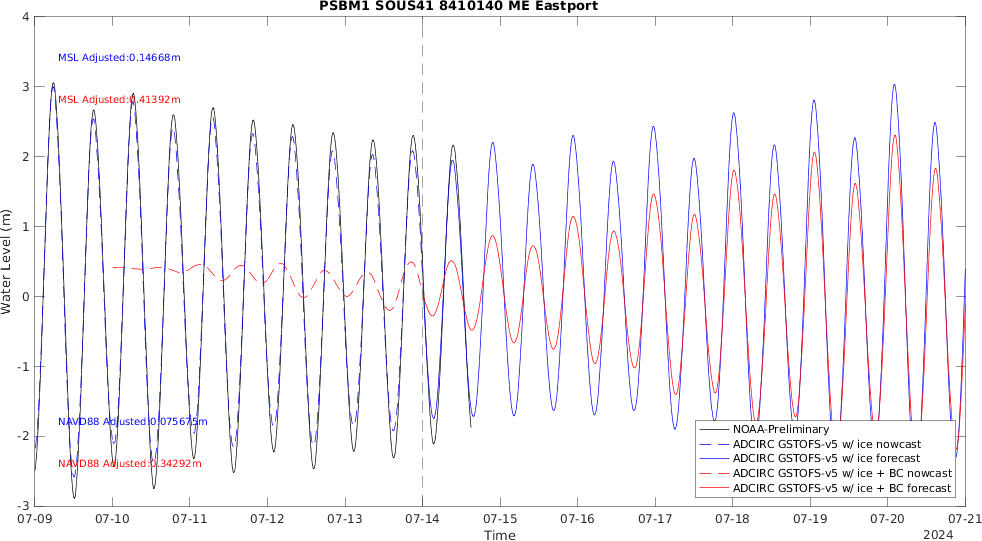 PSBM1 SOUS41 8410140 ME Eastport
4
3
2
1
0
-1
-2
-3
Water Level (m)
MSL Adjusted:0.14668m
MSL Adjusted:0.41392m
NAVD88 Adjusted:0.075675m
NAVD88 Adjusted:0.34292m
NOAA-Preliminary
ADCIRC GSTOFS-v5 w/ ice nowcast
ADCIRC GSTOFS-v5 w/ ice forecast
ADCIRC GSTOFS-v5 w/ ice + BC nowcast
ADCIRC GSTOFS-v5 w/ ice + BC forecast
07-09 07-10 07-11 07-12 07-13 07-14 07-15 07-16 07-17 07-18 07-19 07-20 07-21
Time
2024